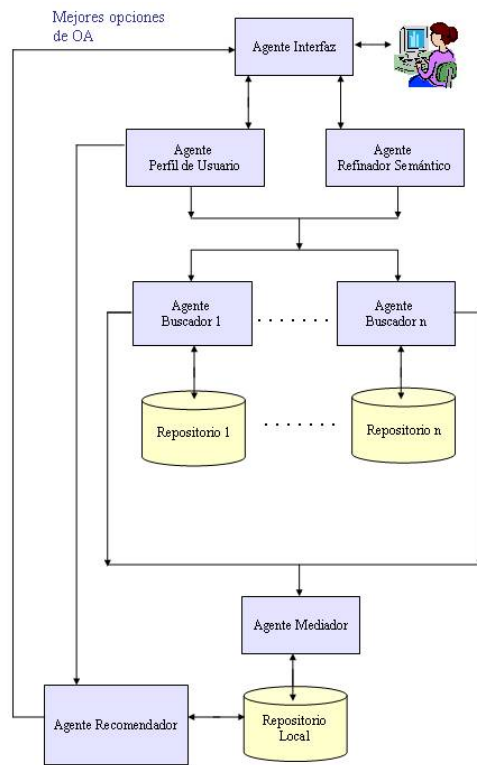 Mejores opciones
de OA
Agente Interfaz
Agente
Perfil de Usuario
Agente
Refinador Semántico
Agente
Buscador 1
Agente
Buscador n
Repositorio 1
Repositorio n
Agente Mediador
Agente Recomendador
Repositorio
Local